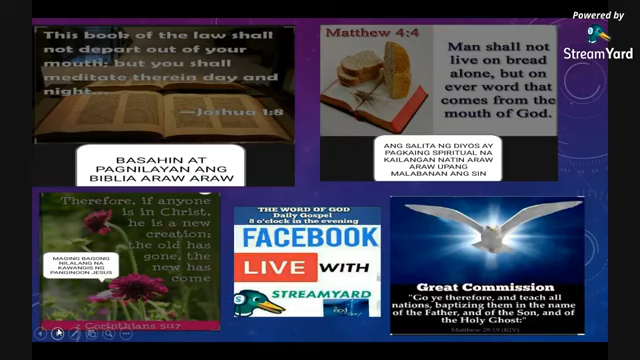 Powered by
StreamYard
This book of the law shall
not depart out of your
mouth; but you shall
meditate therein day and
night...
—Joshua 1:8
BASAHIN AT
PAGNILAYAN ANG
BIBLIA ARAW ARAW
Matthew 4:4
Man shall not
live on bread
alone, but on
ever word that
comes from the
mouth of God.
ANG SALITA NG DIYOS AY
PAGKAING SPIRITUAL NA
KAILANGAN NATIN ARAW
ARAW UPANG
MALABANAN ANG SIN
Therefore, if anyone
is in Christ,
he is a new
creation;
the old has
gone, the
new has
come
2 Corinthians 5:17
MAGING BAGONG
NILALANG NA
KAWANGIS NG
PANGINOON JESUS
THE WORD OF GOD
Daily Gospel
8 o'clock in the evening
FACEBOOK
LIVE WITH
STREAMYARD
god
Great Commission
"Go ye therefore, and teach all
nations, baptizing them in the name
of the Father, and of the Son, and of
the Holy Ghost:"
Matthew 28:19 (KJV)